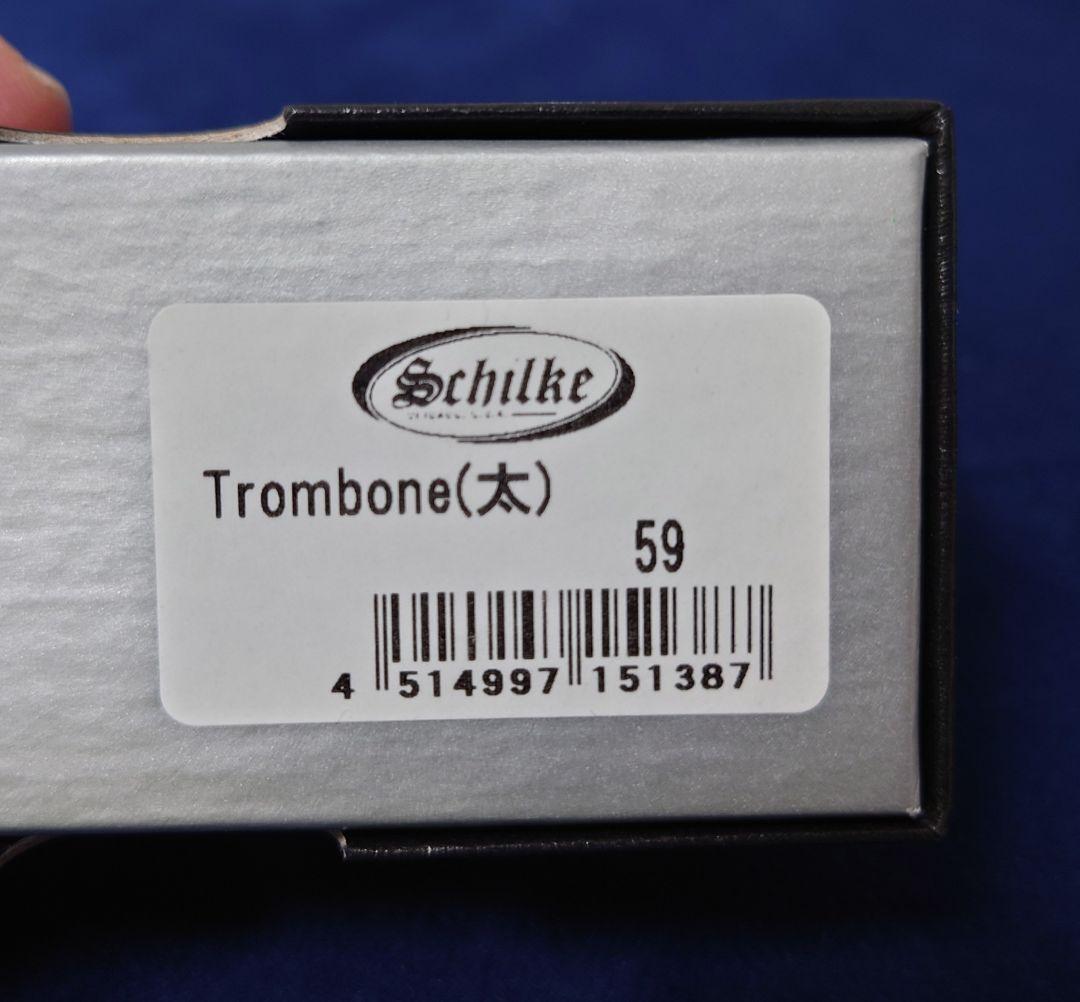 Schilke
Trombone(太)
59
4 514997 151387